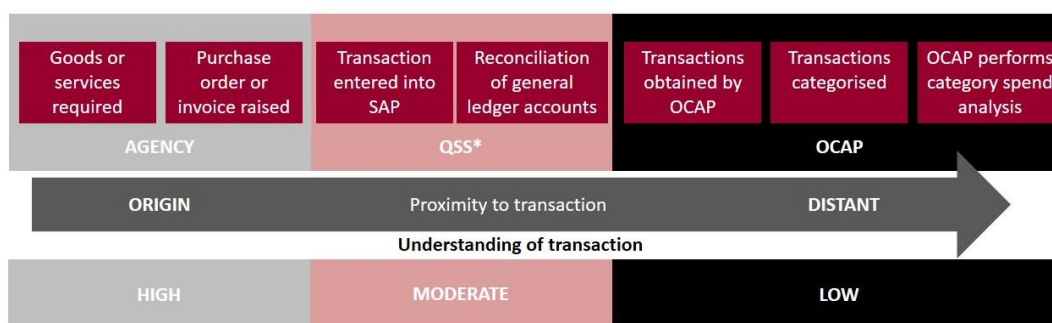 Goods or
services
required
Purchase
order or
invoice raised
Transaction
entered into
SAP
Reconciliation
of general
ledger accounts
Transactions
obtained by
OCAP
Transactions
categorised
OCAP performs
category spend
analysis
AGENCY
QSS*
OCAP
ORIGIN
Proximity to transaction
DISTANT
Understanding of transaction
HIGH
MODERATE
LOW